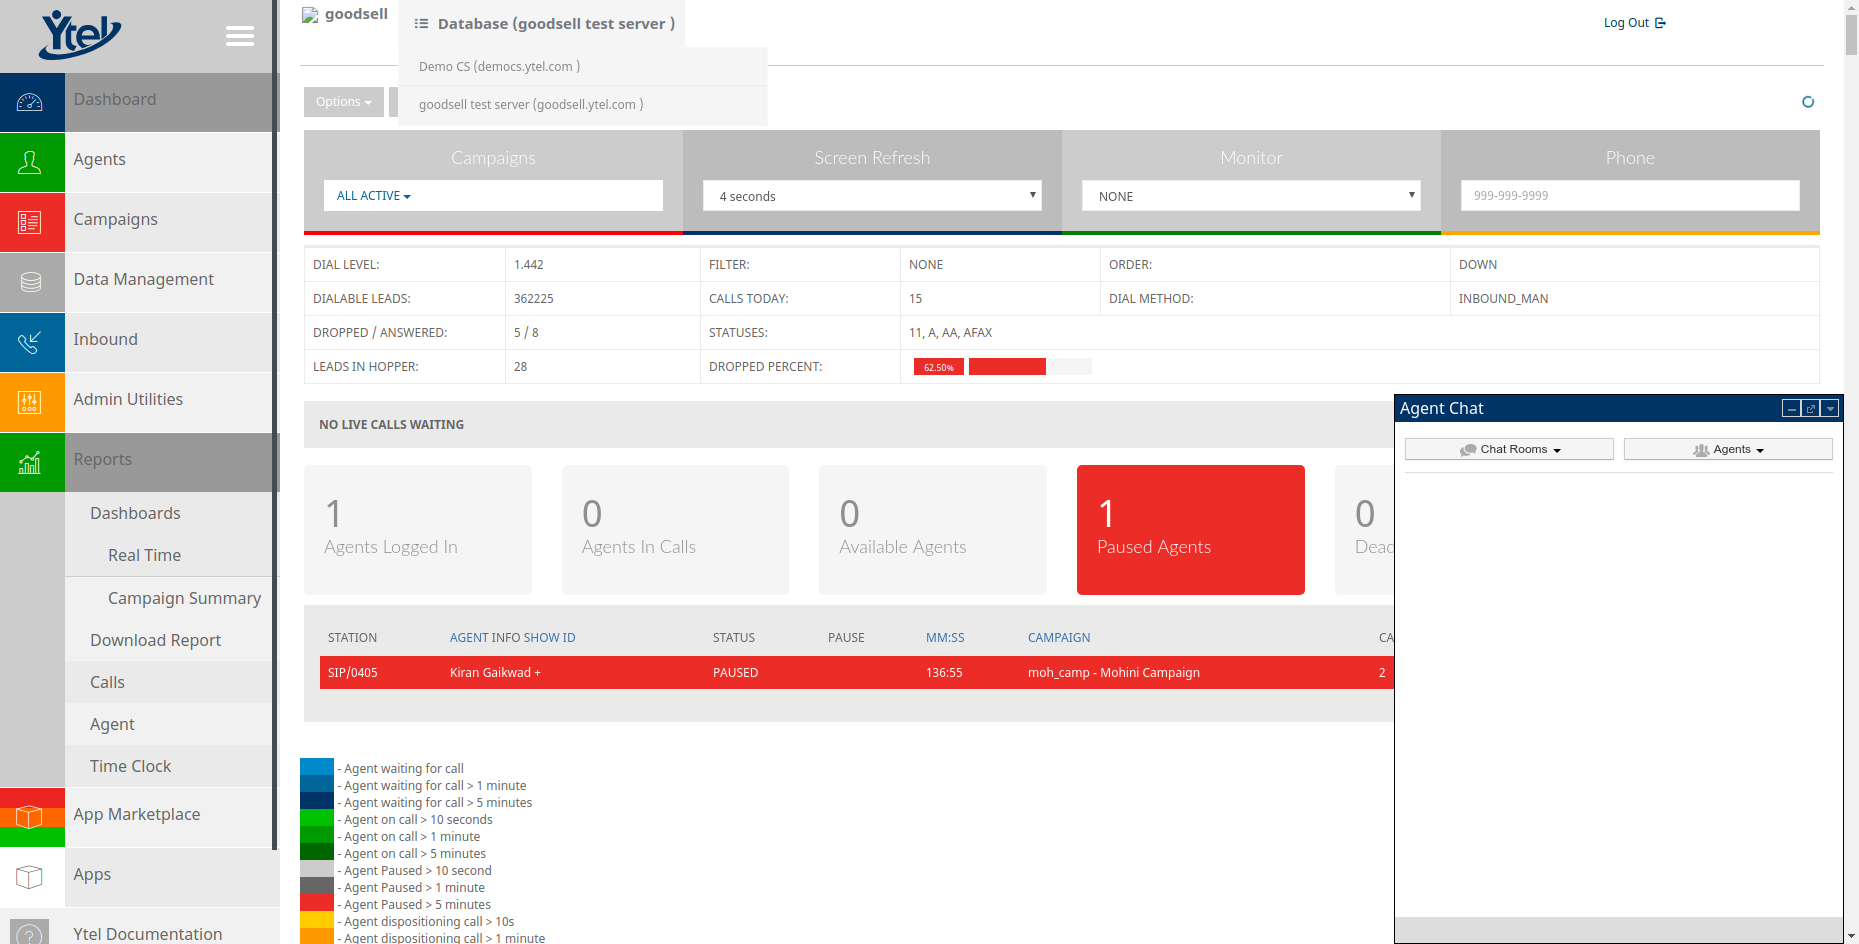 Ytel
goodsell
Database (goodsell test server )
Log Out
Demo CS (democs.ytel.com )
goodsell test server (goodsell.ytel.com )
Options
Dashboard
Agents
Campaigns
Data Management
Inbound
Admin Utilities
Reports
Dashboards
Real Time
Campaign Summary
Download Report
Calls
Agent
Time Clock
App Marketplace
Apps
Ytel Documentation
Campaigns Screen Refresh Monitor Phone
ALL ACTIVE 4 seconds NONE 999-999-9999
DIAL LEVEL: 1.442 FILTER: NONE ORDER: DOWN
DIALABLE LEADS: 362225 CALLS TODAY: 15 DIAL METHOD: INBOUND_MAN
DROPPED / ANSWERED: 5 / 8 STATUSES: 11, A, AA, AFAX
LEADS IN HOPPER: 28 DROPPED PERCENT: 62.50%
NO LIVE CALLS WAITING
1 0 0 1 0
Agents Logged In Agents In Calls Available Agents Paused Agents Dead
STATION AGENT INFO SHOW ID STATUS PAUSE MM:SS CAMPAIGN CA
SIP/0405 Kiran Gaikwad + PAUSED 136:55 moh_camp - Mohini Campaign 2
- Agent waiting for call
- Agent waiting for call > 1 minute
- Agent waiting for call > 5 minutes
- Agent on call > 10 seconds
- Agent on call > 1 minute
- Agent on call > 5 minutes
- Agent Paused > 10 second
- Agent Paused > 1 minute
- Agent Paused > 5 minutes
- Agent dispositioning call > 10s
- Agent dispositioning call > 1 minute
Agent Chat
Chat Rooms Agents